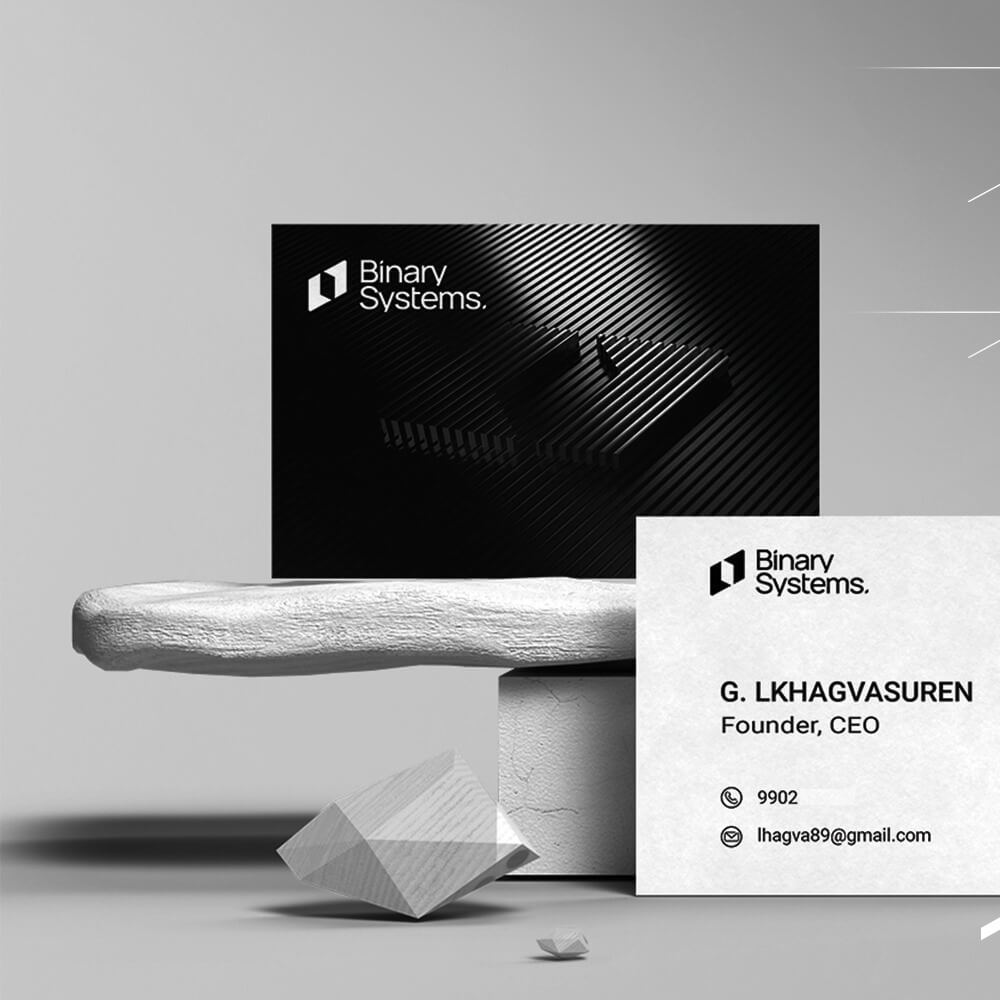 Binary
Systems.
Binary
Systems.
G. LKHAGVASUREN
Founder, CEO
9902
lhagva89@gmail.com